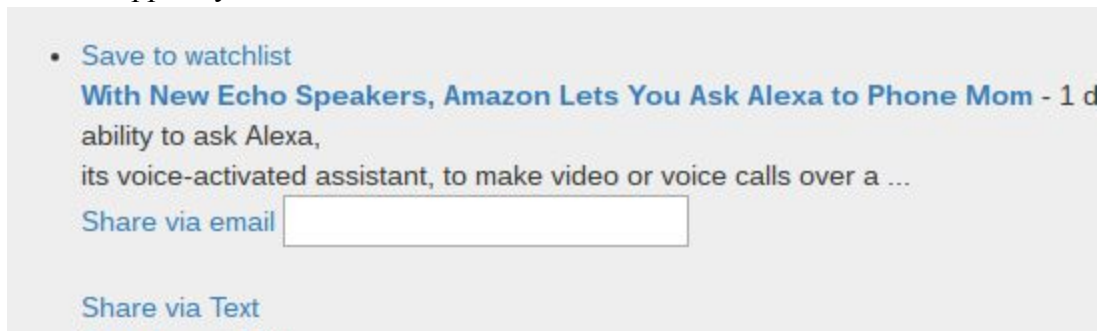 • Save to watchlist
With New Echo Speakers, Amazon Lets You Ask Alexa to Phone Mom - 1 d
ability to ask Alexa,
its voice-activated assistant, to make video or voice calls over a ...
Share via email
Share via Text